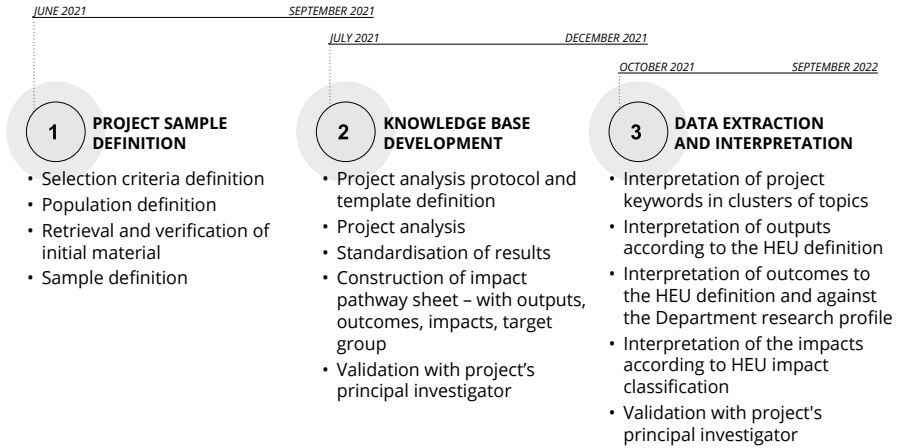 JUNE 2021 SEPTEMBER 2021
JULY 2021 DECEMBER 2021
OCTOBER 2021 SEPTEMBER 2022
1 PROJECT SAMPLE
DEFINITION
• Selection criteria definition
• Population definition
• Retrieval and verification of
initial material
• Sample definition
2 KNOWLEDGE BASE
DEVELOPMENT
• Project analysis protocol and
template definition
• Project analysis
• Standardisation of results
• Construction of impact
pathway sheet – with outputs,
outcomes, impacts, target
group
• Validation with project’s
principal investigator
3 DATA EXTRACTION
AND INTERPRETATION
• Interpretation of project
keywords in clusters of topics
• Interpretation of outputs
according to the HEU definition
• Interpretation of outcomes to
the HEU definition and against
the Department research profile
• Interpretation of the impacts
according to HEU impact
classification
• Validation with project's
principal investigator